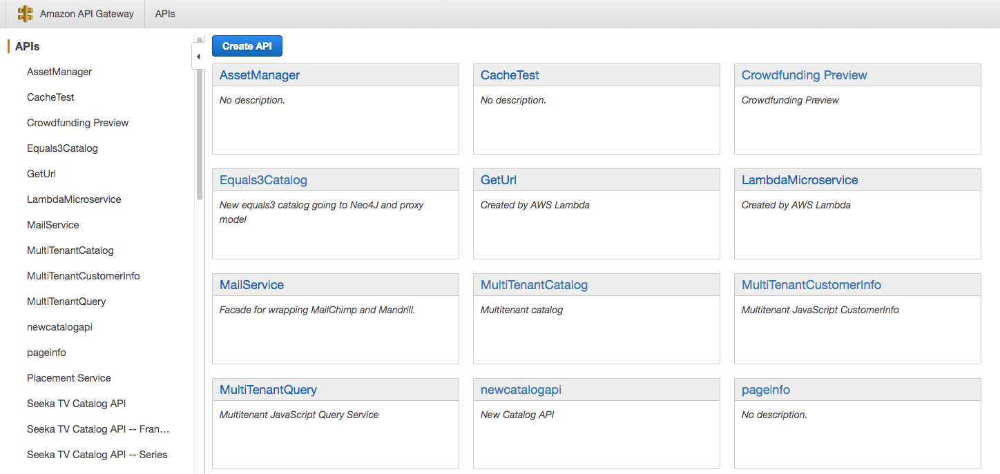 Amazon API Gateway
APIs
APIs
AssetManager
CacheTest
Crowdfunding Preview
Equals3Catalog
GetUrl
LambdaMicroservice
MailService
MultiTenantCatalog
MultiTenantCustomerInfo
MultiTenantQuery
newcatalogapi
pageinfo
Placement Service
Seeka TV Catalog API
Seeka TV Catalog API -- Fran…
Seeka TV Catalog API -- Series
Create API
AssetManager
No description.
CacheTest
No description.
Crowdfunding Preview
Crowdfunding Preview
Equals3Catalog
New equals3 catalog going to Neo4J and proxy
model
GetUrl
Created by AWS Lambda
LambdaMicroservice
Created by AWS Lambda
MailService
Facade for wrapping MailChimp and Mandrill.
MultiTenantCatalog
Multitenant catalog
MultiTenantCustomerInfo
Multitenant JavaScript CustomerInfo
MultiTenantQuery
Multitenant JavaScript Query Service
newcatalogapi
New Catalog API
pageinfo
No description.